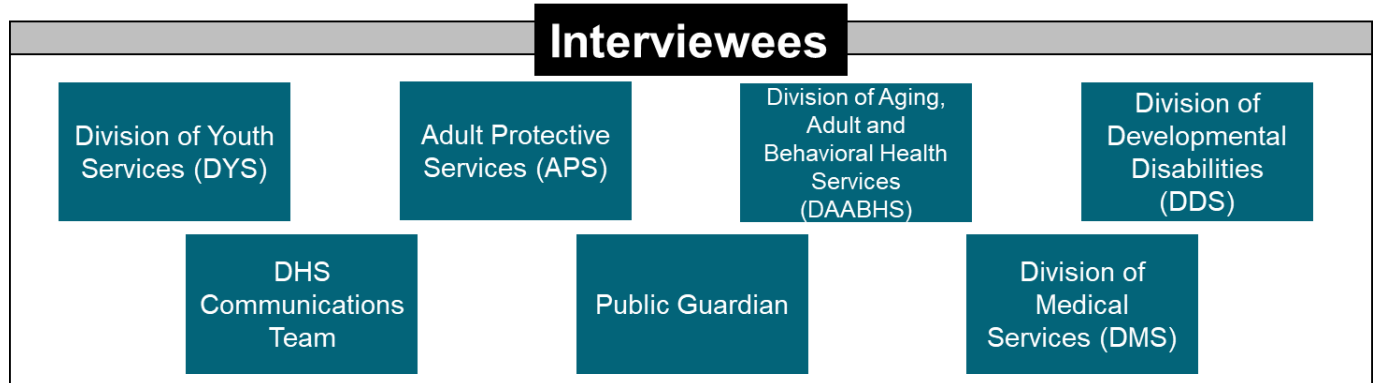 Interviewees
Division of Youth
Services (DYS)
Adult Protective
Services (APS)
Division of Aging,
Adult and
Behavioral Health
Services
(DAABHS)
Division of
Developmental
Disabilities
(DDS)
DHS
Communications
Team
Public Guardian
Division of
Medical
Services (DMS)